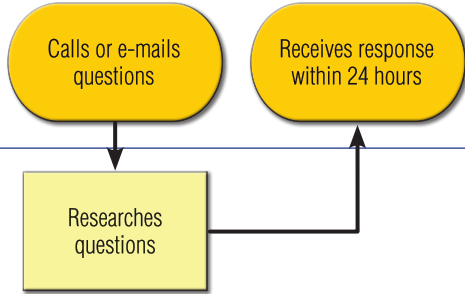 Calls or e-mails
questions
Receives response
within 24 hours
Researches
questions